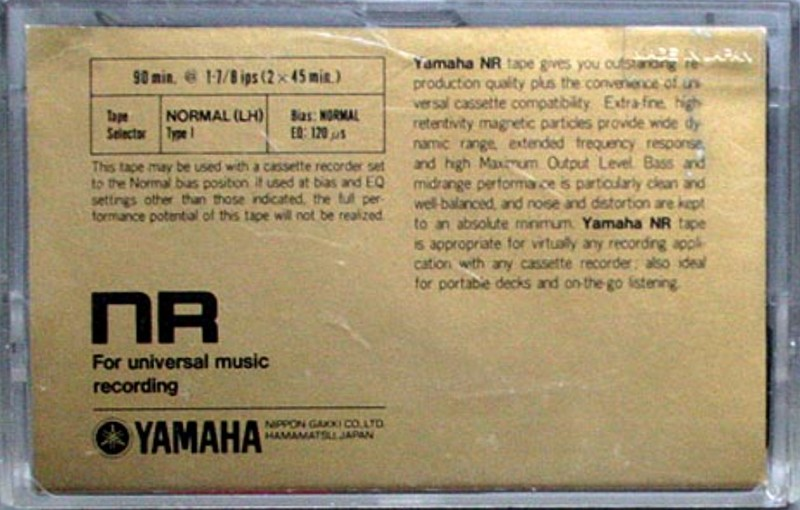 90 min. @ 1-7/8 ips (2 × 45 min.)
Tape Selector
NORMAL (LH)
Type I
Bias: NORMAL
EQ: 120 µs
This tape may be used with a cassette recorder set
to the Normal bias position. If used at bias and EQ
settings other than those indicated, the full per-
formance potential of this tape will not be realized.
nR
For universal music
recording
YAMAHA
NIPPON GAKKI CO., LTD.
HAMAMATSU, JAPAN
Yamaha NR tape gives you outstanding re-
production quality plus the convenience of uni-
versal cassette compatibility. Extra-fine, high-
retentivity magnetic particles provide wide dy-
namic range, extended frequency response,
and high Maximum Output Level. Bass and
midrange performance is particularly clean and
well-balanced, and noise and distortion are kept
to an absolute minimum. Yamaha NR tape
is appropriate for virtually any recording appli-
cation with any cassette recorder; also ideal
for portable decks and on-the-go listening.